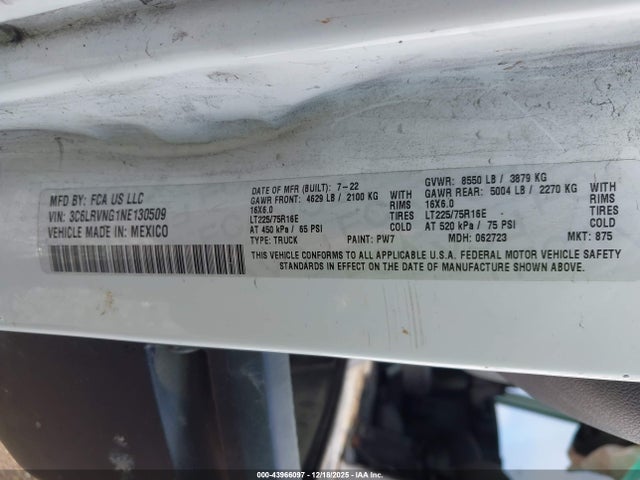 MFD BY: FCA US LLC
VIN: 3C6LRVNG1NE130509
VEHICLE MADE IN: MEXICO
DATE OF MFR (BUILT): 7-22
GAWR FRONT: 4629 LB / 2100 KG WITH
16X6.0 RIMS
LT225/75R16E TIRES
AT 450 kPa / 65 PSI COLD
GVWR: 8550 LB / 3879 KG
GAWR REAR: 5004 LB / 2270 KG WITH
16X6.0 RIMS
LT225/75R16E TIRES
AT 520 kPa / 75 PSI COLD
TYPE: TRUCK PAINT: PW7 MDH: 062723 MKT: 875
THIS VEHICLE CONFORMS TO ALL APPLICABLE U.S.A. FEDERAL MOTOR VEHICLE SAFETY
STANDARDS IN EFFECT ON THE DATE OF MANUFACTURE SHOWN ABOVE.
000-43966097 - 12/18/2025 - IAA Inc.